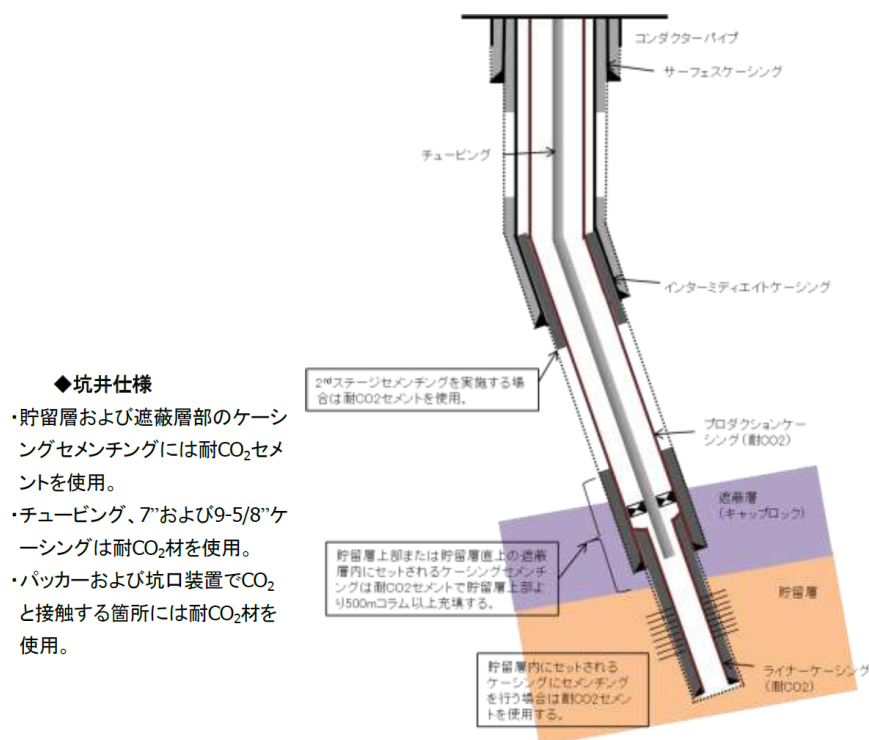 コンダクターパイプ
サーフェスケーシング
チュービング
インターミディエイトケーシング
◆坑井仕様
・貯留層および遮蔽層部のケーシ
ングセメンチングには耐CO₂セメ
ントを使用。
・チュービング、7”および9-5/8”ケ
ーシングは耐CO₂材を使用。
・パッカーおよび坑口装置でCO₂
と接触する箇所には耐CO₂材を
使用。
2ⁿᵈステージセメンチングを実施する場
合は耐CO2セメントを使用。
プロダクションケー
シング(耐CO2)
遮蔽層
(キャップロック)
貯留層上部または貯留層直上の遮蔽
層内にセットされるケーシングセメンチ
ングは耐CO2セメントで貯留層上部よ
り500mコラム以上充填する。
貯留層
貯留層内にセットされる
ケーシングにセメンチング
を行う場合は耐CO2セメン
トを使用する。
ライナーケーシング
(耐CO2)